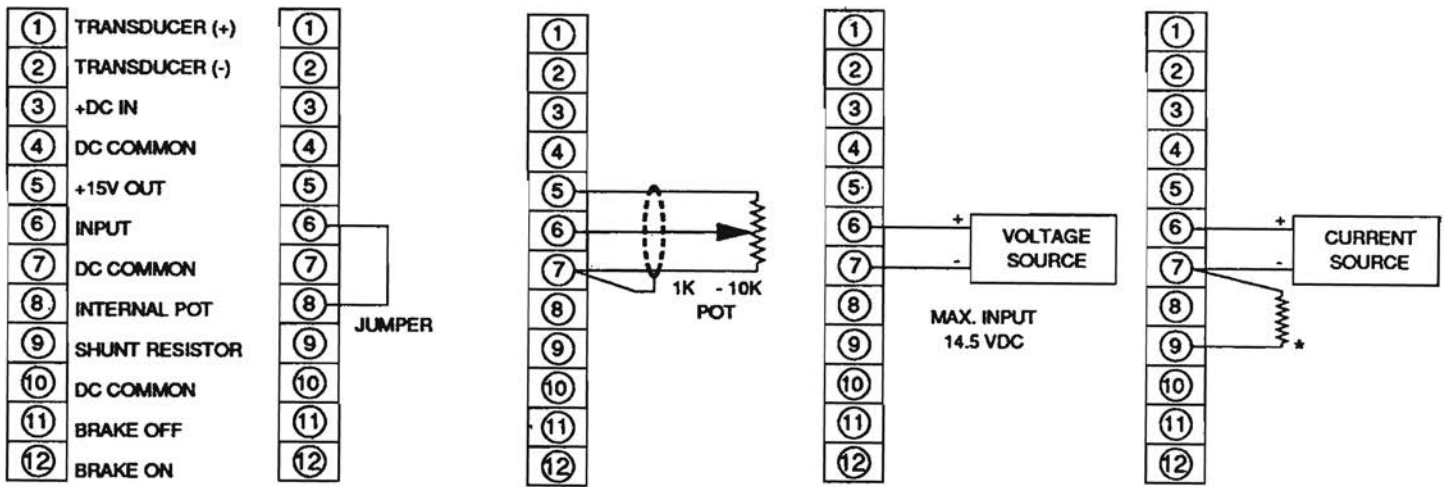 1 TRANSDUCER (+)
2 TRANSDUCER (-)
3 +DC IN
4 DC COMMON
5 +15V OUT
6 INPUT
7 DC COMMON
8 INTERNAL POT
9 SHUNT RESISTOR
10 DC COMMON
11 BRAKE OFF
12 BRAKE ON
1
2
3
4
5
6
7
8
9
10
11
12
JUMPER
1
2
3
4
5
6
7
8
9
10
11
12
1K - 10K
POT
1
2
3
4
5
6
7
8
9
10
11
12
+
-
VOLTAGE
SOURCE
MAX. INPUT
14.5 VDC
1
2
3
4
5
6
7
8
9
10
11
12
+
-
CURRENT
SOURCE
*